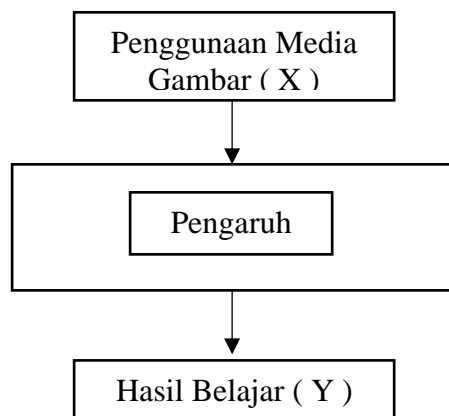 Penggunaan Media
Gambar ( X )
Pengaruh
Hasil Belajar ( Y )